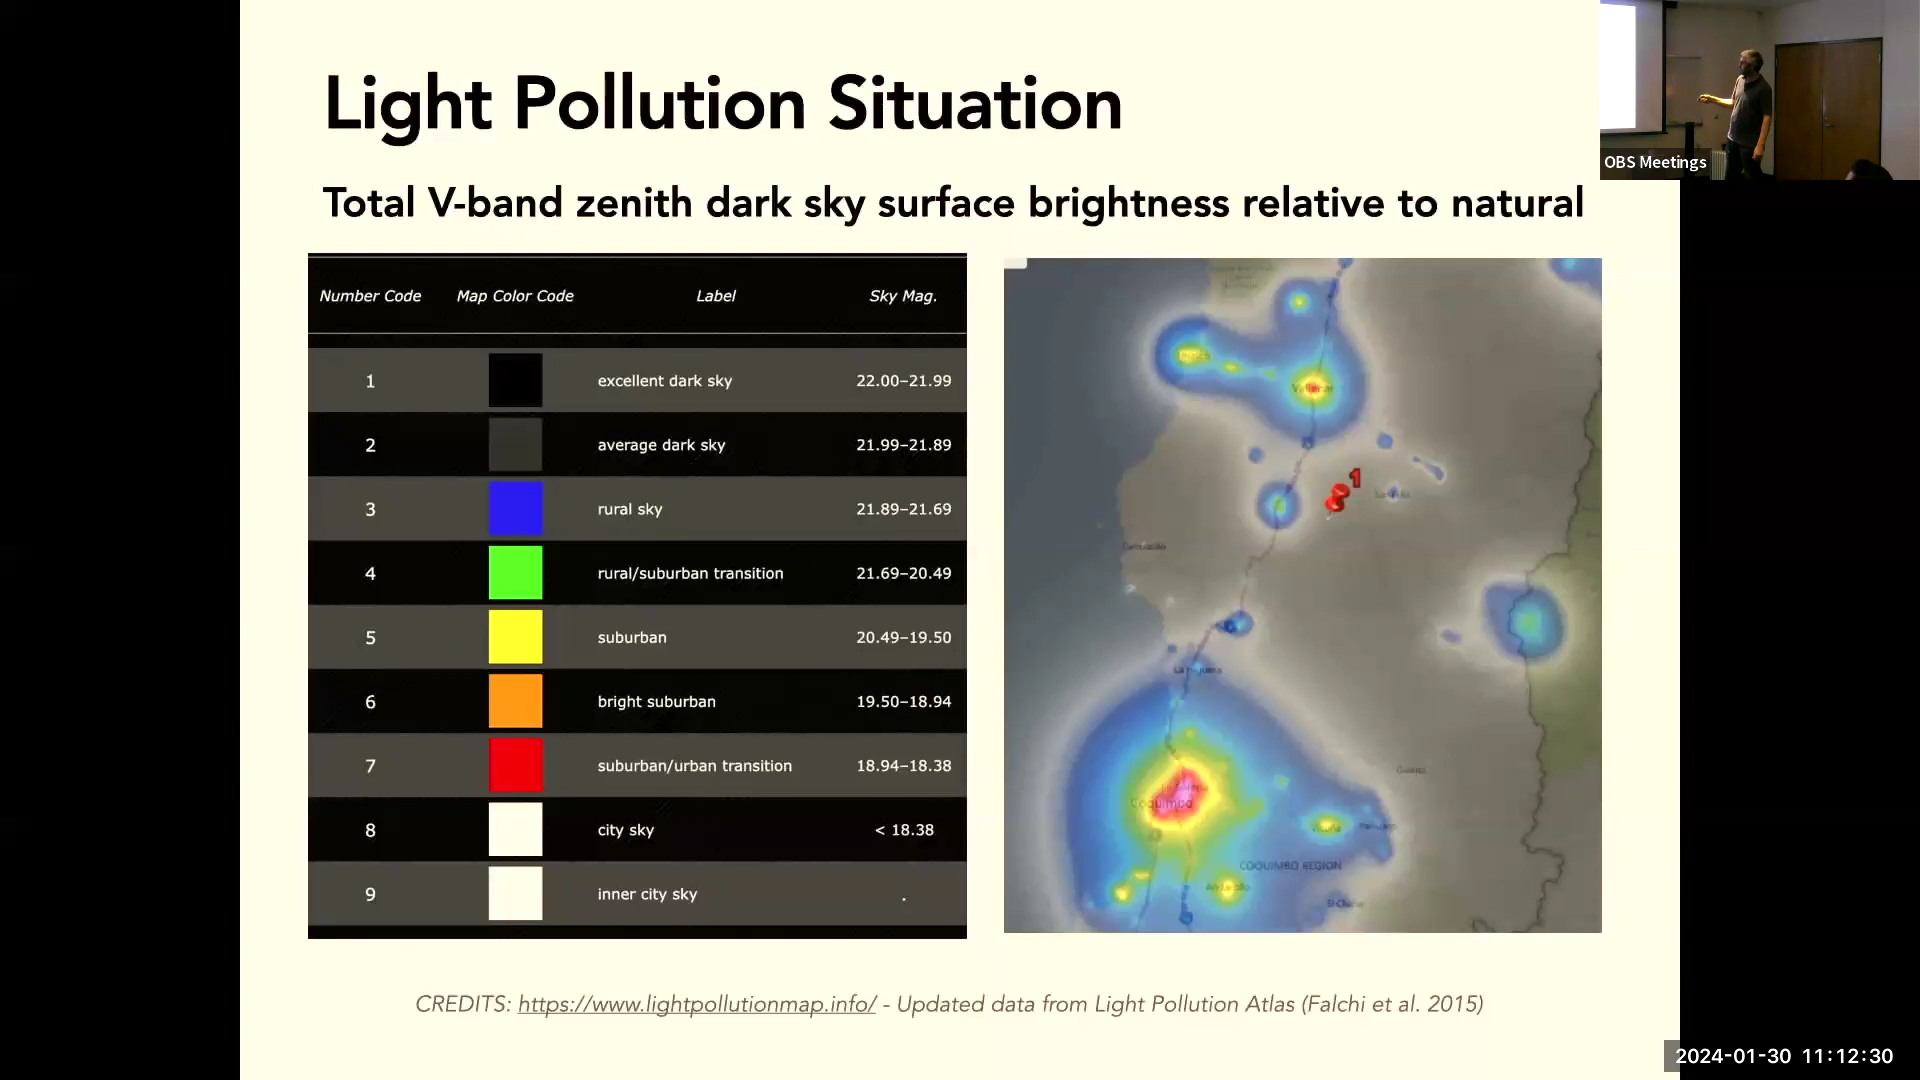 Light Pollution Situation
OBS Meetings
Total V-band zenith dark sky surface brightness relative to natural
Number Code Map Color Code Label Sky Mag.
1 excellent dark sky 22.00–21.99
2 average dark sky 21.99–21.89
3 rural sky 21.89–21.69
4 rural/suburban transition 21.69–20.49
5 suburban 20.49–19.50
6 bright suburban 19.50–18.94
7 suburban/urban transition 18.94–18.38
8 city sky < 18.38
9 inner city sky .
1
Coquimbo
COQUIMBO REGION
CREDITS: https://www.lightpollutionmap.info/ - Updated data from Light Pollution Atlas (Falchi et al. 2015)
2024-01-30 11:12:30